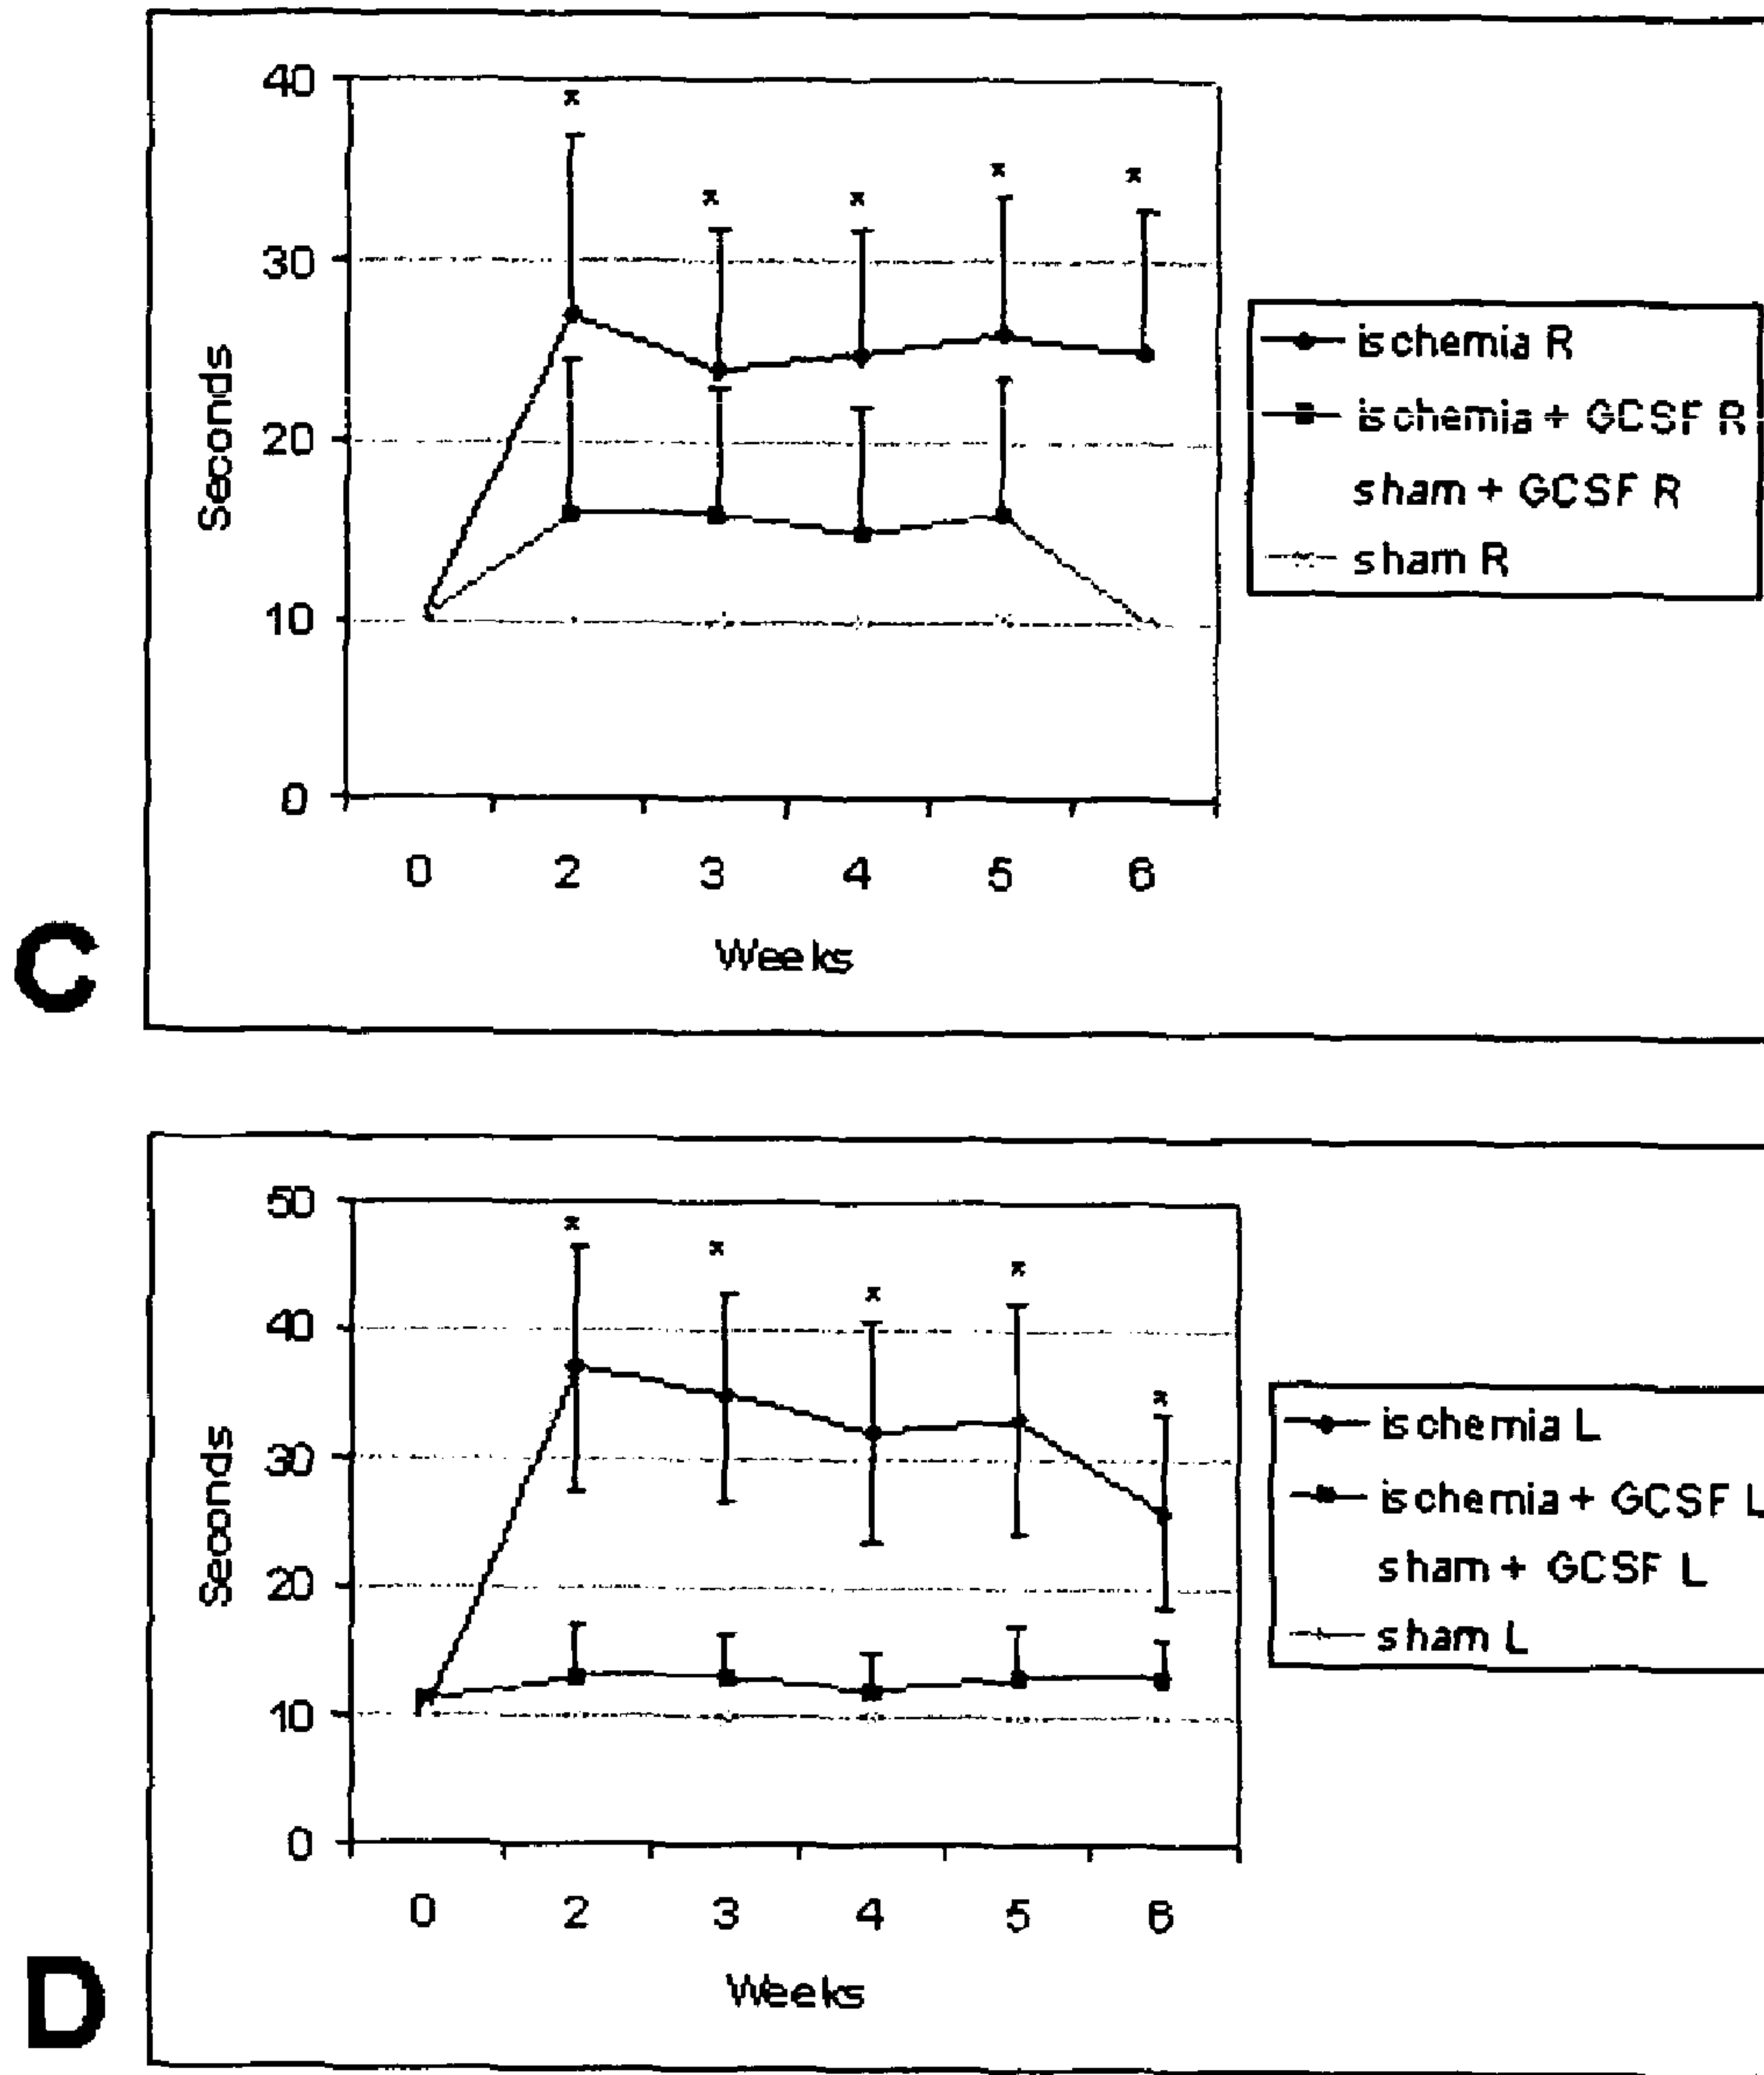 40
30
20
10
0
Seconds
0 2 3 4 5 6
Weeks
ischemia R
ischemia + GCSF R
sham + GCSF R
sham R
C
50
40
30
20
10
0
Seconds
0 2 3 4 5 6
Weeks
ischemia L
ischemia + GCSF L
sham + GCSF L
sham L
D